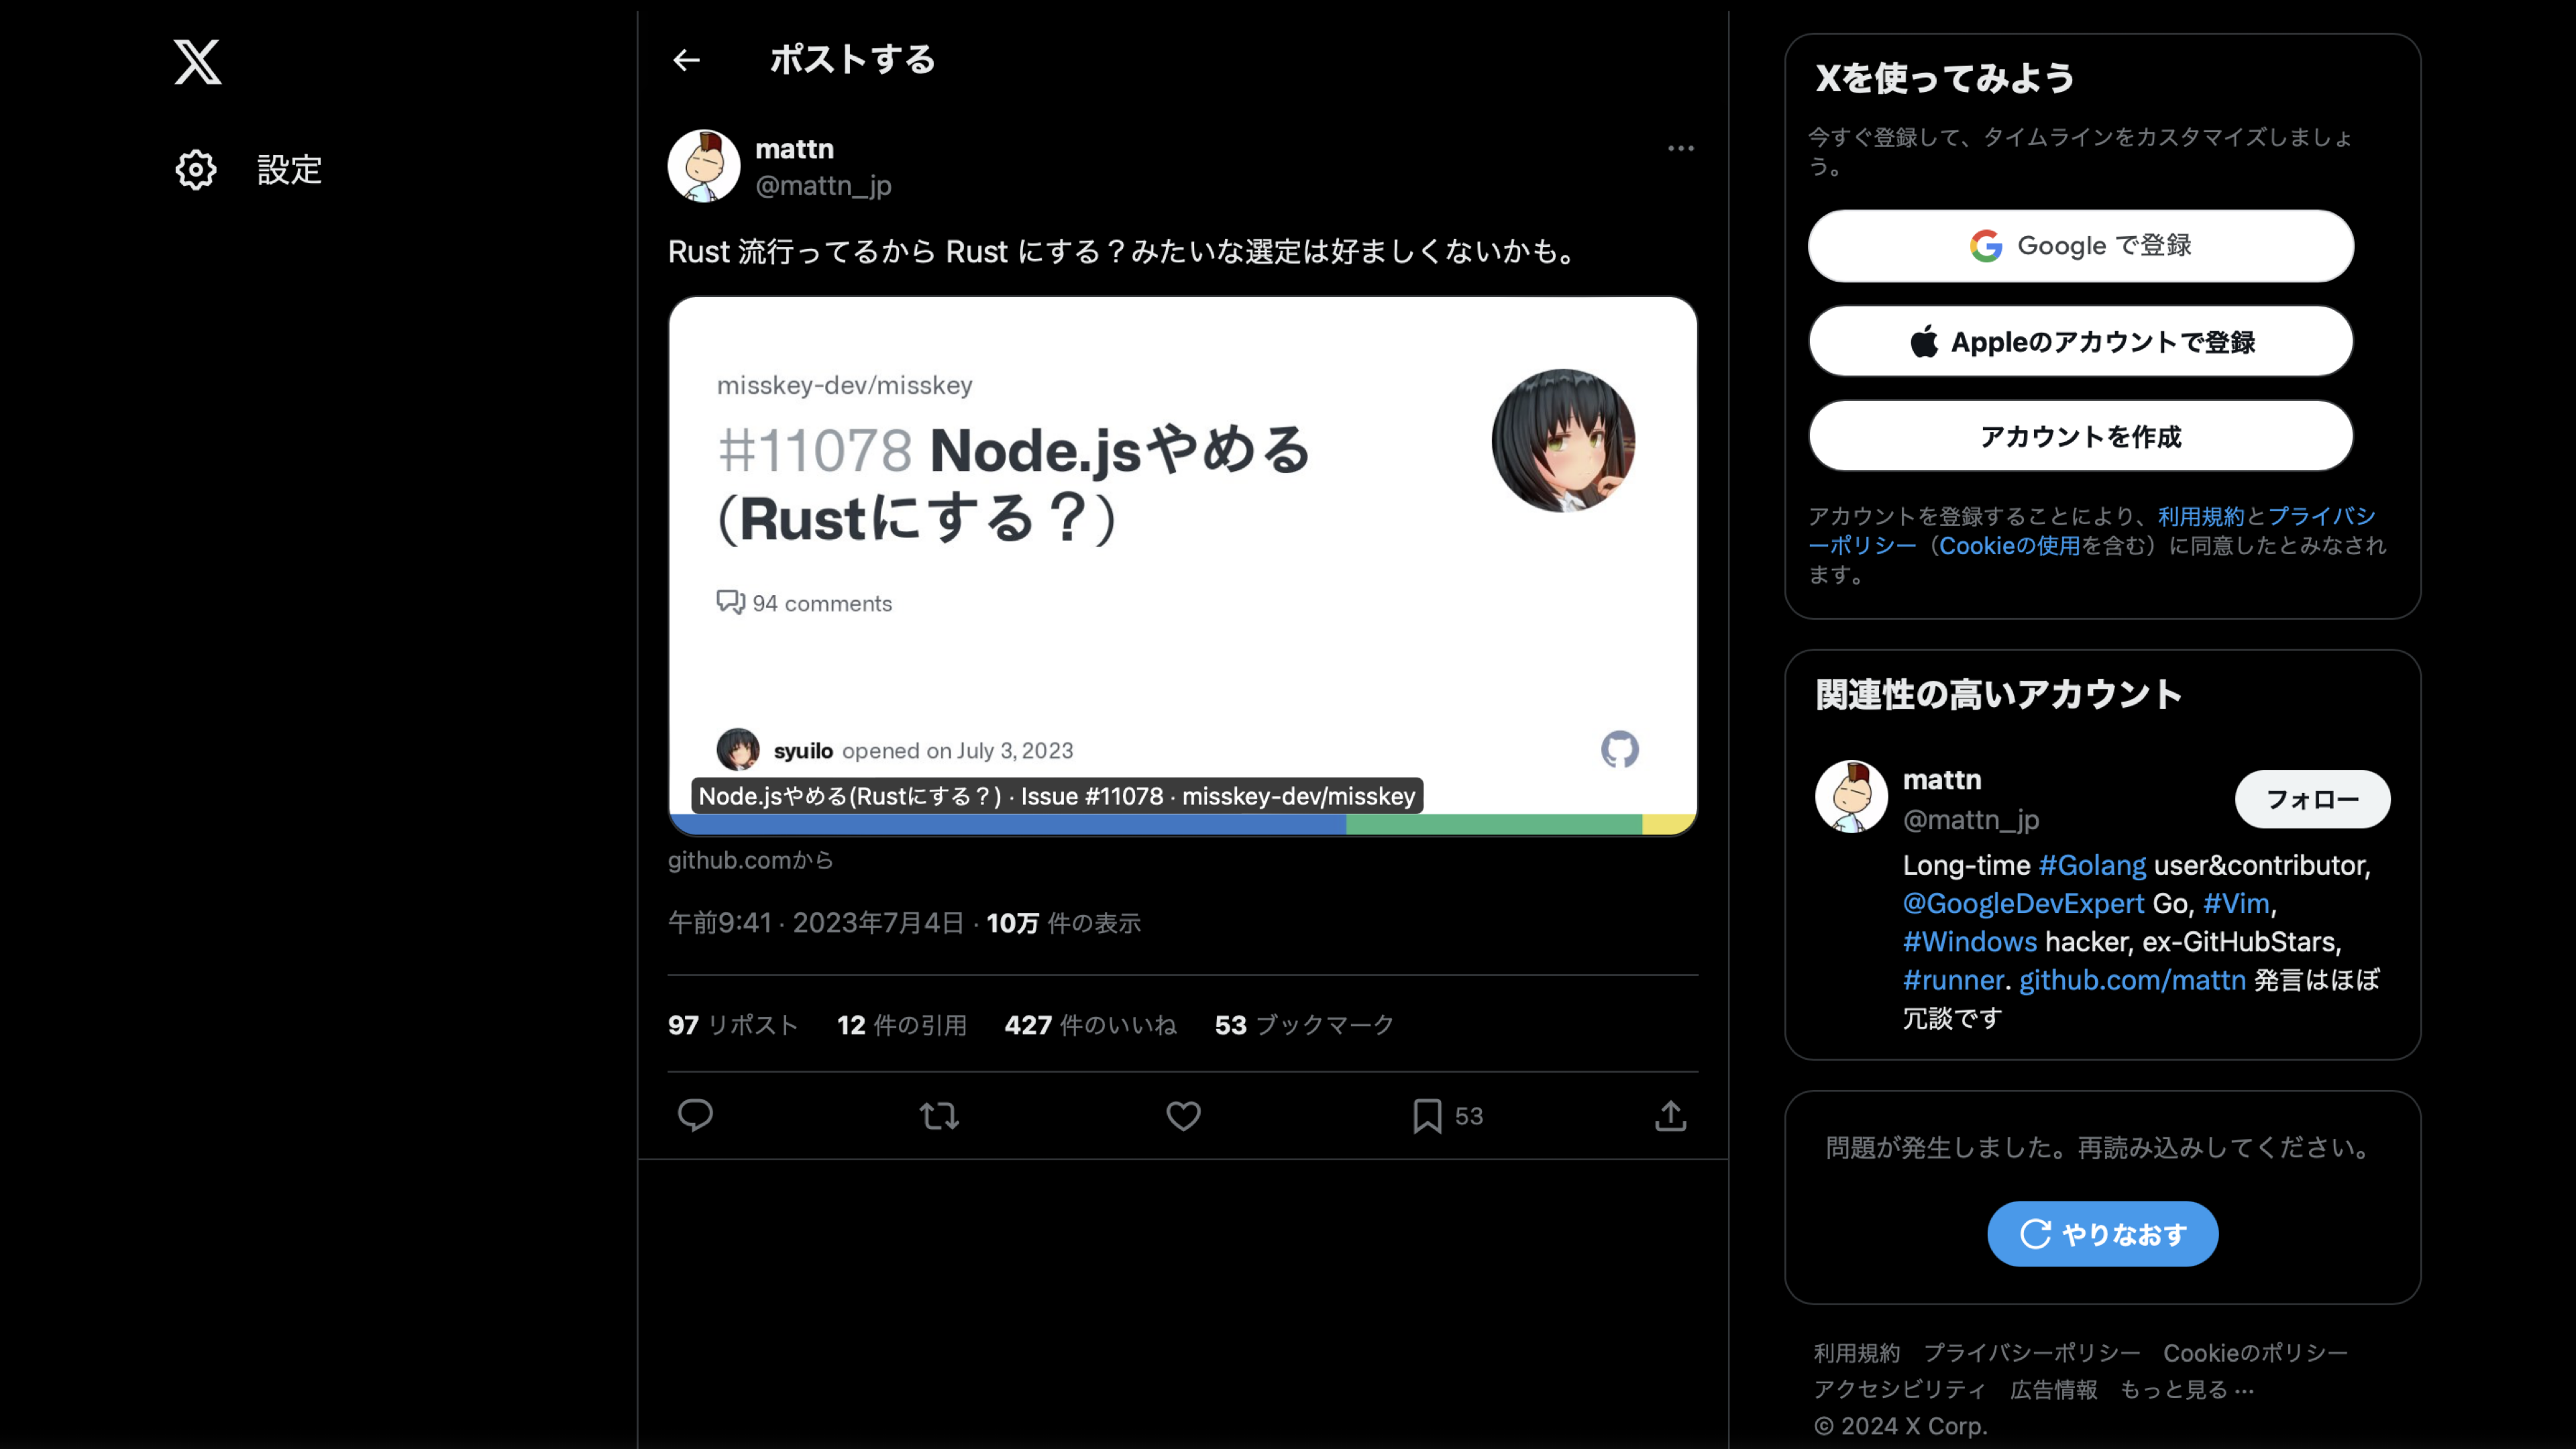 設定
ポストする
mattn
@mattn_jp
Rust 流行ってるから Rust にする？みたいな選定は好ましくないかも。
misskey-dev/misskey
#11078 Node.jsやめる
(Rustにする？)
94 comments
syuilo opened on July 3, 2023
Node.jsやめる(Rustにする？) · Issue #11078 · misskey-dev/misskey
github.comから
午前9:41 · 2023年7月4日 · 10万 件の表示
97 リポスト 12 件の引用 427 件のいいね 53 ブックマーク
53
Xを使ってみよう
今すぐ登録して、タイムラインをカスタマイズしましょ
う。
Google で登録
Appleのアカウントで登録
アカウントを作成
アカウントを登録することにより、利用規約とプライバシ
ーポリシー（Cookieの使用を含む）に同意したとみなされ
ます。
関連性の高いアカウント
mattn
@mattn_jp
フォロー
Long-time #Golang user&contributor,
@GoogleDevExpert Go, #Vim,
#Windows hacker, ex-GitHubStars,
#runner. github.com/mattn 発言はほぼ
冗談です
問題が発生しました。再読み込みしてください。
やりなおす
利用規約 プライバシーポリシー Cookieのポリシー
アクセシビリティ 広告情報 もっと見る …
© 2024 X Corp.